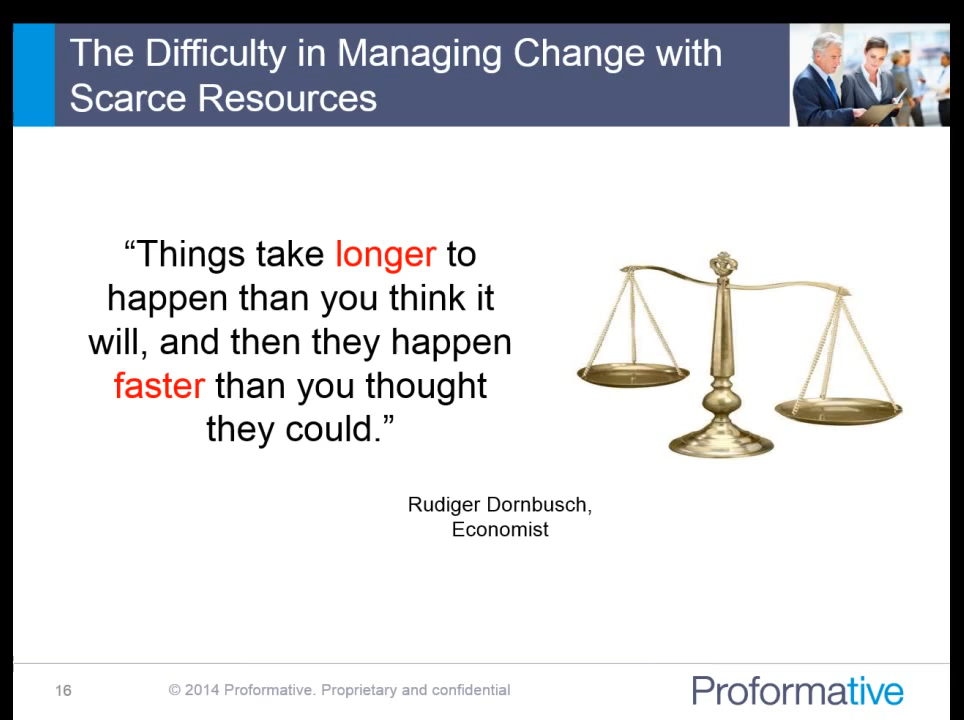 The Difficulty in Managing Change with
Scarce Resources
“Things take longer to
happen than you think it
will, and then they happen
faster than you thought
they could.”
Rudiger Dornbusch,
Economist
16
© 2014 Proformative. Proprietary and confidential
Proformative